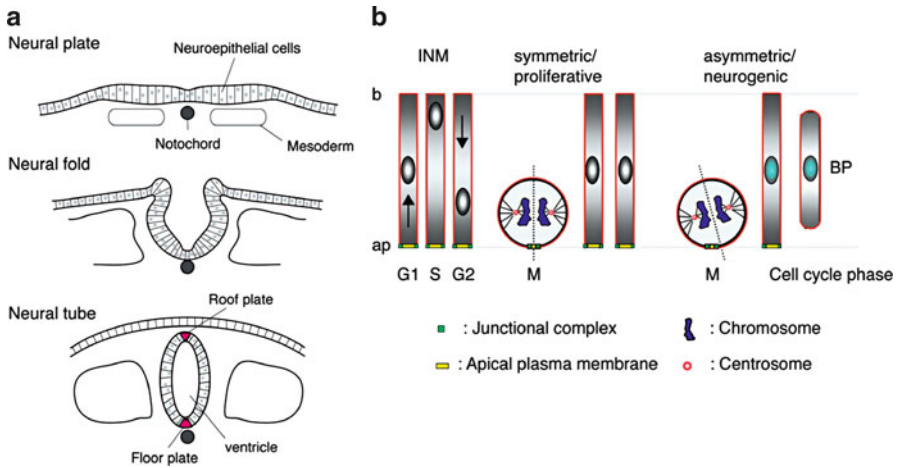 a
Neural plate
Neuroepithelial cells
Notochord
Mesoderm
Neural fold
Neural tube
Roof plate
Floor plate
ventricle
b
INM
symmetric/
proliferative
asymmetric/
neurogenic
b
BP
ap
G1 S G2 M M Cell cycle phase
: Junctional complex
: Chromosome
: Apical plasma membrane
: Centrosome